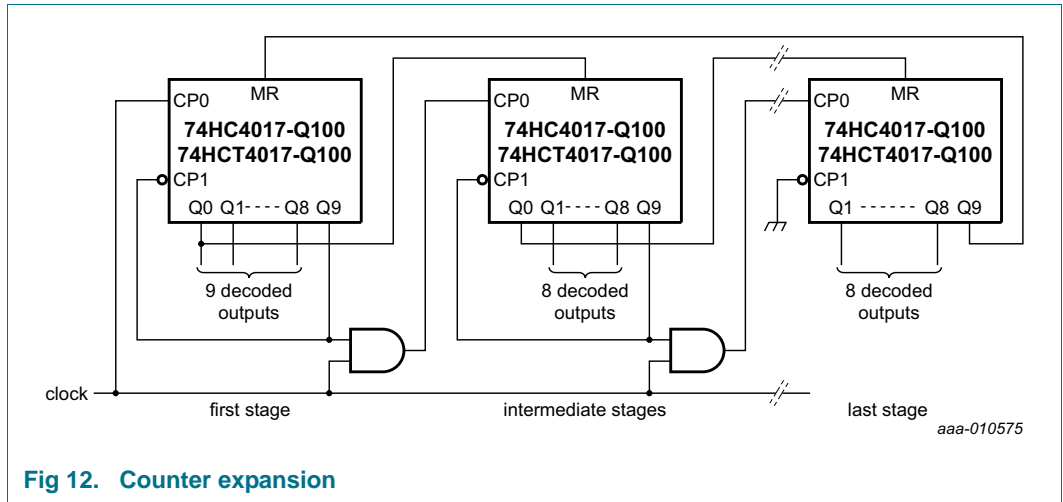 CP0 MR
74HC4017-Q100
74HCT4017-Q100
CP1
Q0 Q1---- Q8 Q9
9 decoded
outputs
CP0 MR
74HC4017-Q100
74HCT4017-Q100
CP1
Q0 Q1---- Q8 Q9
8 decoded
outputs
CP0 MR
74HC4017-Q100
74HCT4017-Q100
CP1
Q1 ------ Q8 Q9
8 decoded
outputs
clock
first stage
intermediate stages
last stage
aaa-010575
Fig 12. Counter expansion